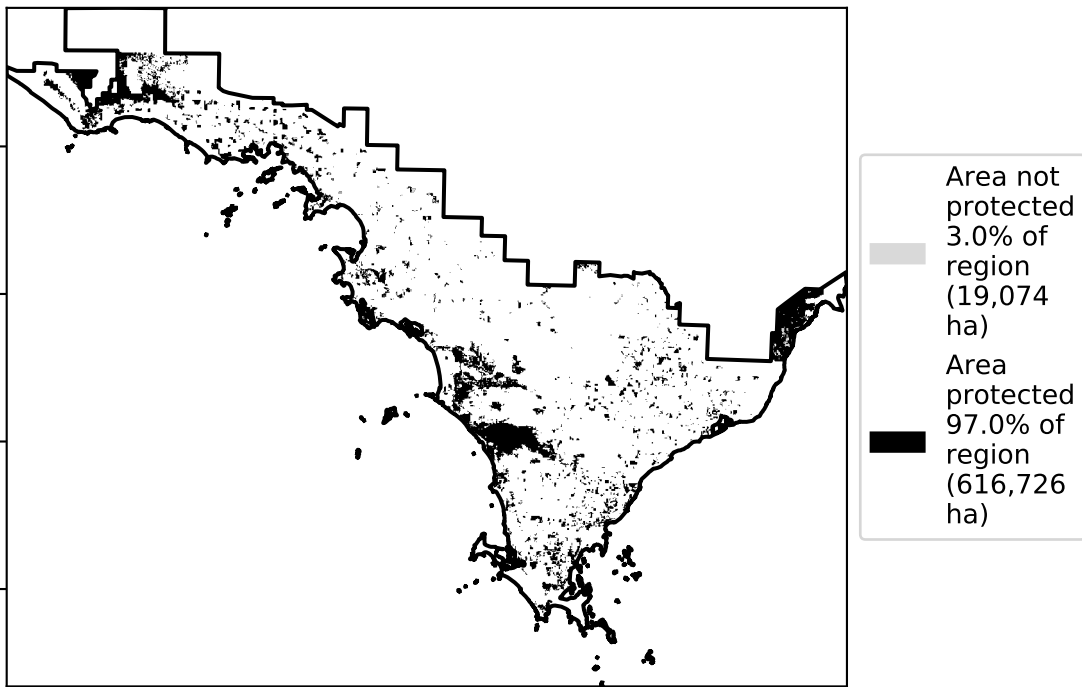 Area not
protected
3.0% of
region
(19,074
ha)
Area
protected
97.0% of
region
(616,726
ha)